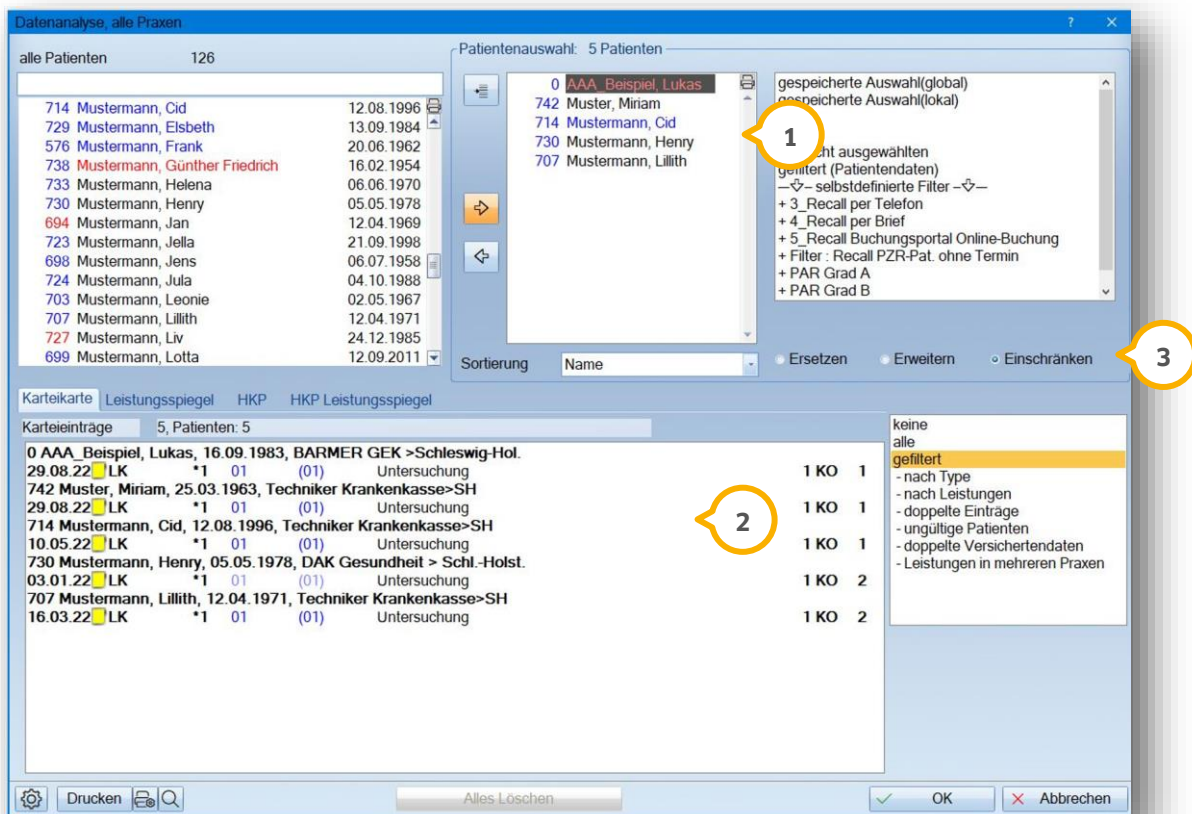 Datenanalyse, alle Praxen
alle Patienten 126
714 Mustermann, Cid 12.08.1996
729 Mustermann, Elsbeth 13.09.1984
576 Mustermann, Frank 20.06.1962
738 Mustermann, Günther Friedrich 16.02.1954
733 Mustermann, Helena 06.06.1970
730 Mustermann, Henry 05.05.1978
694 Mustermann, Jan 12.04.1969
723 Mustermann, Jella 21.09.1998
698 Mustermann, Jens 06.07.1958
724 Mustermann, Jula 04.10.1988
703 Mustermann, Leonie 02.05.1967
707 Mustermann, Lillith 12.04.1971
727 Mustermann, Liv 24.12.1985
699 Mustermann, Lotta 12.09.2011
Patientenauswahl: 5 Patienten
0 AAA_Beispiel, Lukas
742 Muster, Miriam
714 Mustermann, Cid
730 Mustermann, Henry
707 Mustermann, Lillith
1
gespeicherte Auswahl(global)
gespeicherte Auswahl(lokal)
ausgewählten
gefiltert (Patientendaten)
selbstdefinierte Filter
+ 3_Recall per Telefon
+ 4_Recall per Brief
+ 5_Recall Buchungsportal Online-Buchung
+ Filter : Recall PZR-Pat. ohne Termin
+ PAR Grad A
+ PAR Grad B
Sortierung Name
Ersetzen Erweitern Einschränken
3
Karteikarte Leistungsspiegel HKP HKP Leistungsspiegel
Karteieinträge 5, Patienten: 5
0 AAA_Beispiel, Lukas, 16.09.1983, BARMER GEK >Schleswig-Hol.
29.08.22 LK *1 01 (01) Untersuchung 1 KO 1
742 Muster, Miriam, 25.03.1963, Techniker Krankenkasse>SH
29.08.22 LK *1 01 (01) Untersuchung 1 KO 1
714 Mustermann, Cid, 12.08.1996, Techniker Krankenkasse>SH
10.05.22 LK *1 01 (01) Untersuchung 1 KO 1
730 Mustermann, Henry, 05.05.1978, DAK Gesundheit > Schl.-Holst.
03.01.22 LK *1 01 (01) Untersuchung 1 KO 2
707 Mustermann, Lillith, 12.04.1971, Techniker Krankenkasse>SH
16.03.22 LK *1 01 (01) Untersuchung 1 KO 2
2
keine
alle
gefiltert
- nach Type
- nach Leistungen
- doppelte Einträge
- ungültige Patienten
- doppelte Versichertendaten
- Leistungen in mehreren Praxen
Drucken
Alles Löschen
OK
Abbrechen